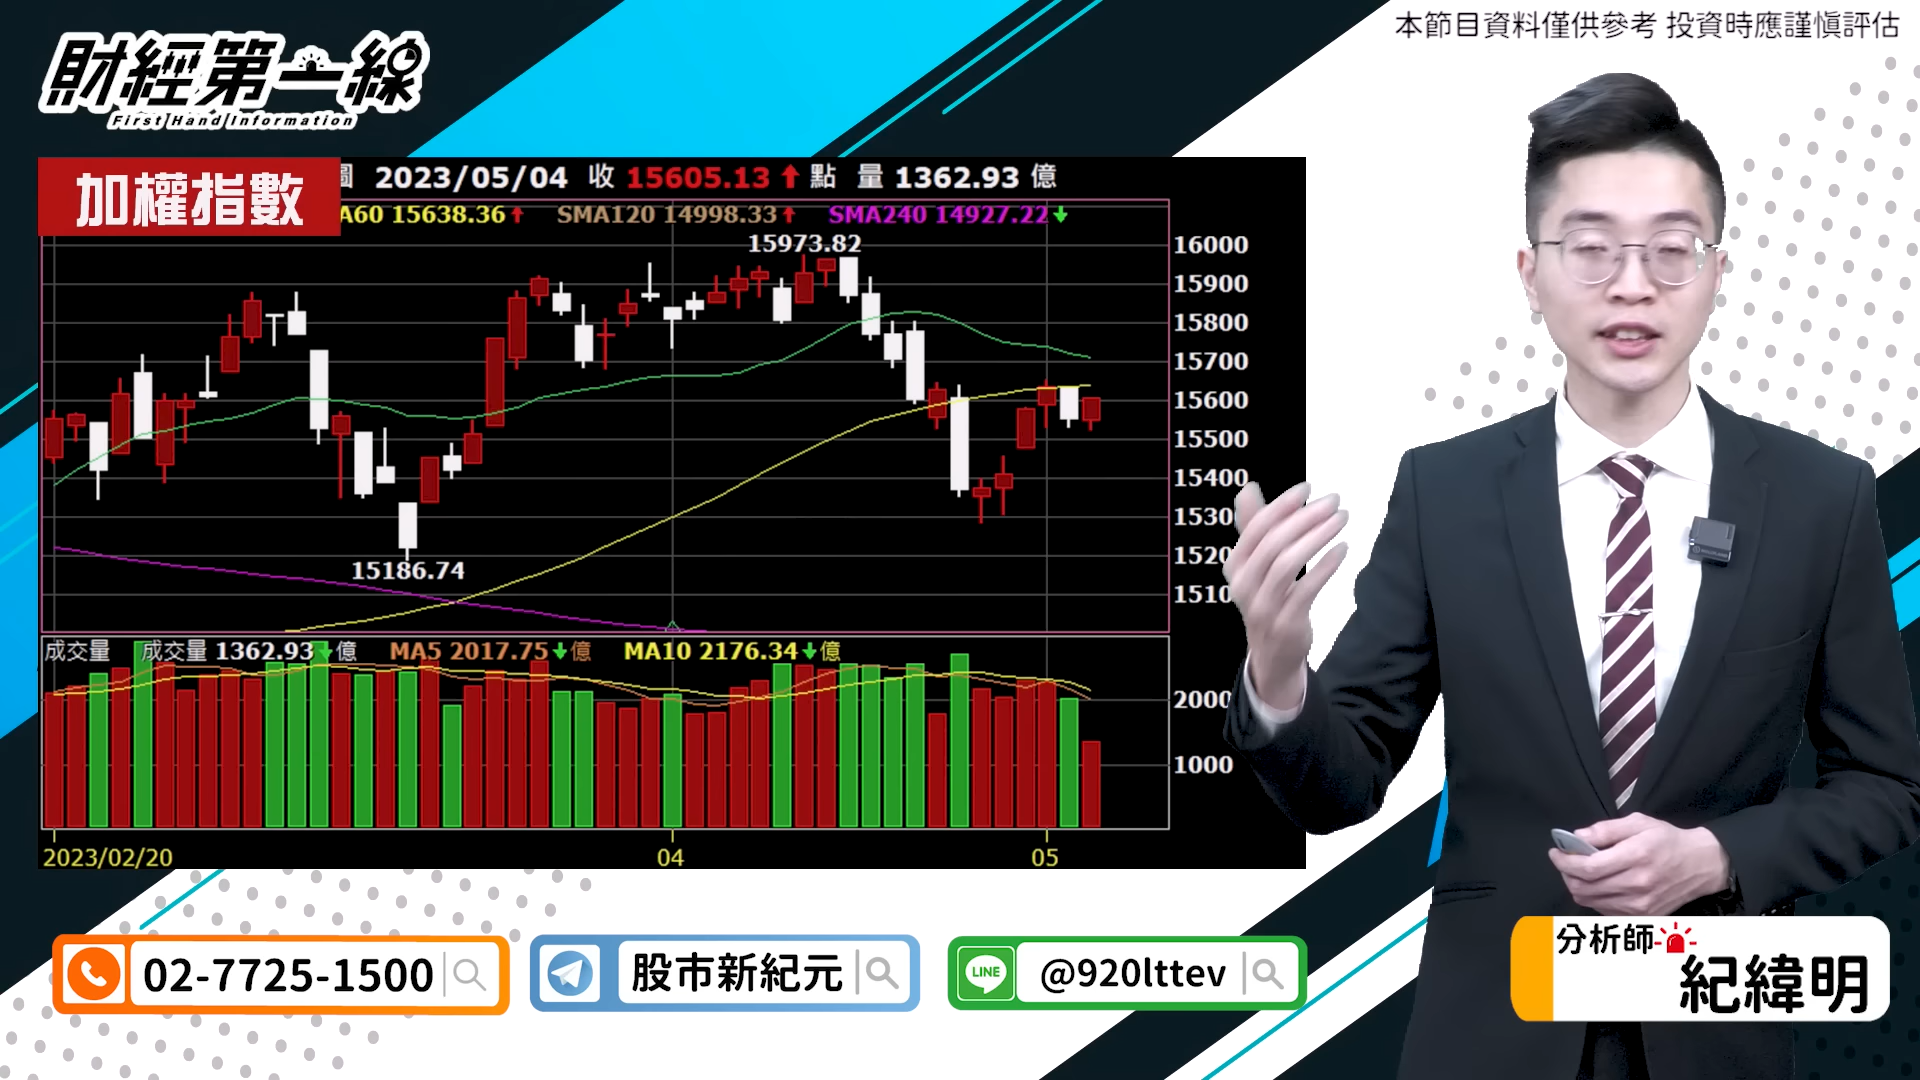 本節目資料僅供參考 投資時應謹慎評估
財經第一線
First Hand Information
加權指數
圖 2023/05/04 收 15605.13 點 量 1362.93 億
A60 15638.36 SMA120 14998.33 SMA240 14927.22
15973.82
16000
15900
15800
15700
15600
15500
15400
1530
1520
1510
15186.74
成交量 成交量 1362.93 億 MA5 2017.75 億 MA10 2176.34 億
2000
1000
2023/02/20 04 05
02-7725-1500
股市新紀元
LINE
@920lttev
分析師
紀緯明